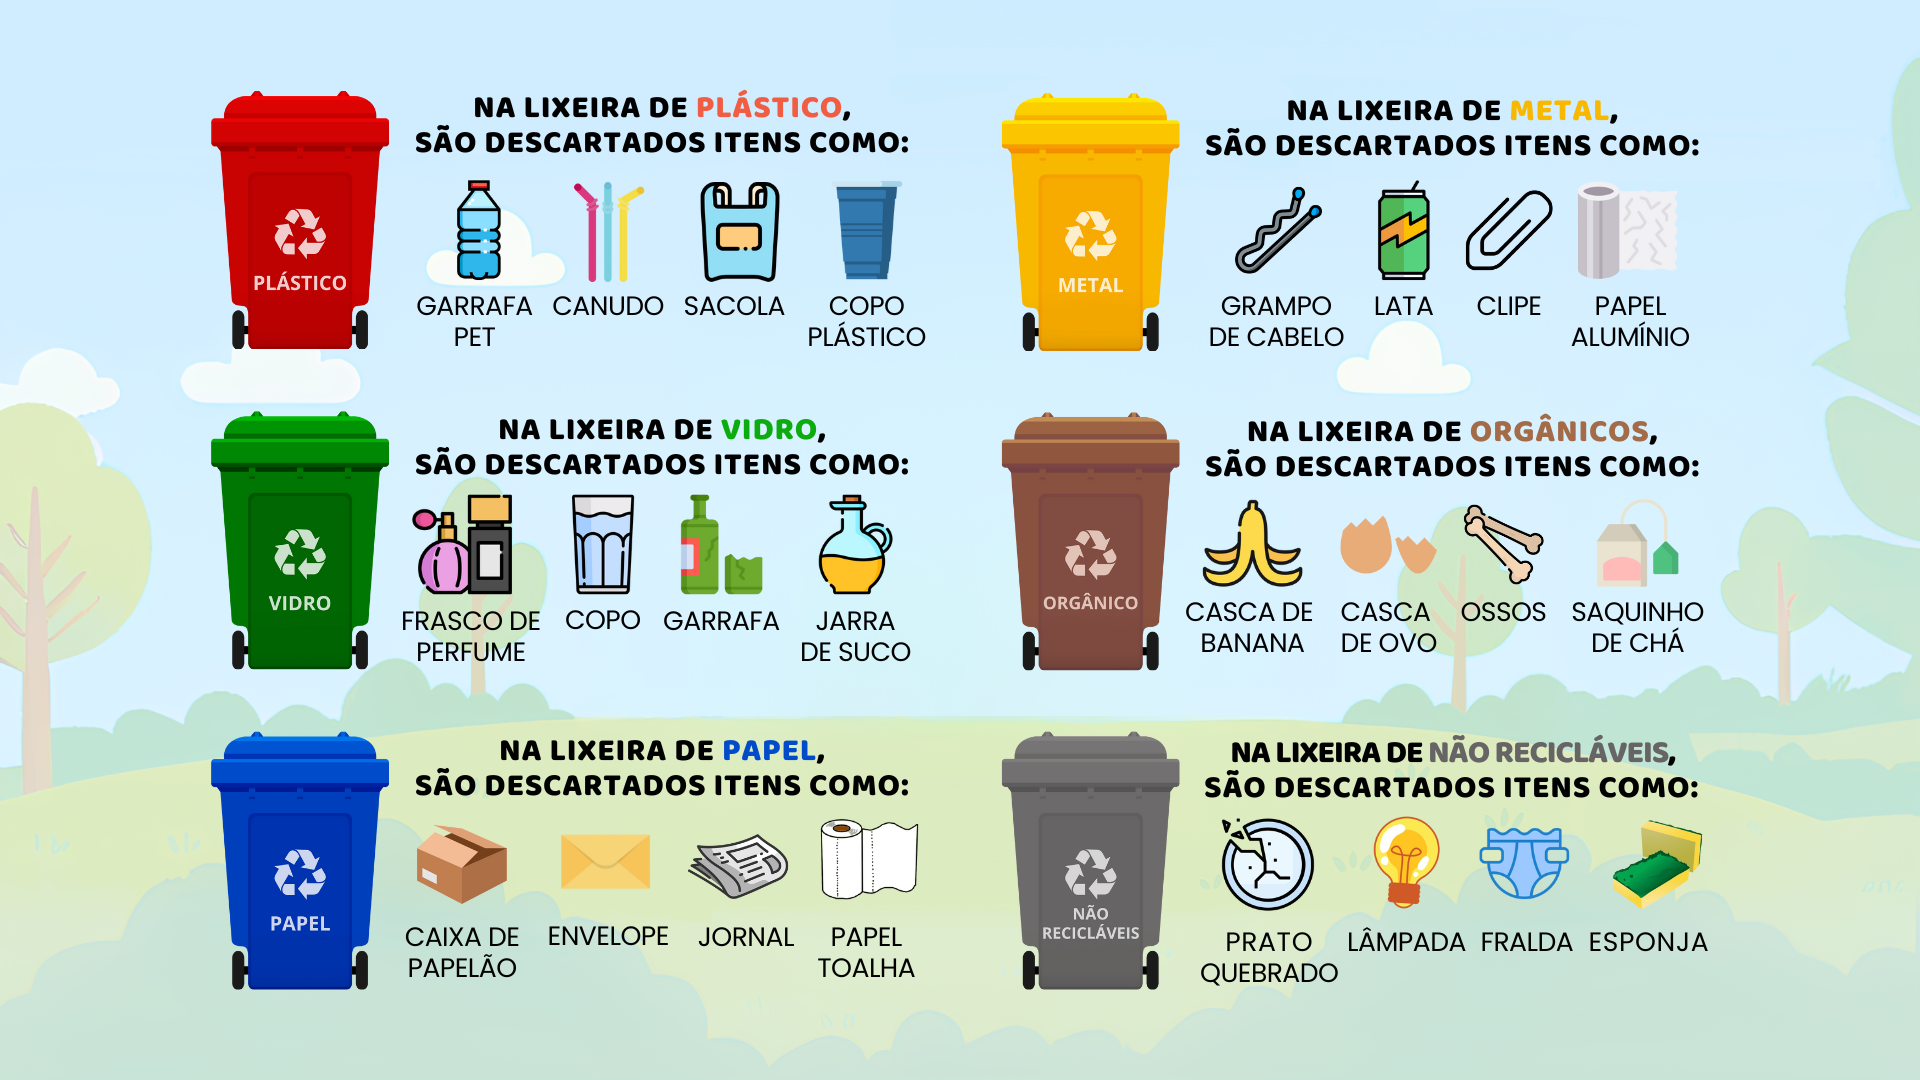 NA LIXEIRA DE PLÁSTICO,
SÃO DESCARTADOS ITENS COMO:
PLÁSTICO
GARRAFA
PET
CANUDO
SACOLA
COPO
PLÁSTICO
NA LIXEIRA DE METAL,
SÃO DESCARTADOS ITENS COMO:
METAL
GRAMPO
DE CABELO
LATA
CLIPE
PAPEL
ALUMÍNIO
NA LIXEIRA DE VIDRO,
SÃO DESCARTADOS ITENS COMO:
VIDRO
FRASCO DE
PERFUME
COPO
GARRAFA
JARRA
DE SUCO
NA LIXEIRA DE ORGÂNICOS,
SÃO DESCARTADOS ITENS COMO:
ORGÂNICO
CASCA DE
BANANA
CASCA
DE OVO
OSSOS
SAQUINHO
DE CHÁ
NA LIXEIRA DE PAPEL,
SÃO DESCARTADOS ITENS COMO:
PAPEL
CAIXA DE
PAPELÃO
ENVELOPE
JORNAL
PAPEL
TOALHA
NA LIXEIRA DE NÃO RECICLÁVEIS,
SÃO DESCARTADOS ITENS COMO:
NÃO
RECICLÁVEIS
PRATO
QUEBRADO
LÂMPADA
FRALDA
ESPONJA